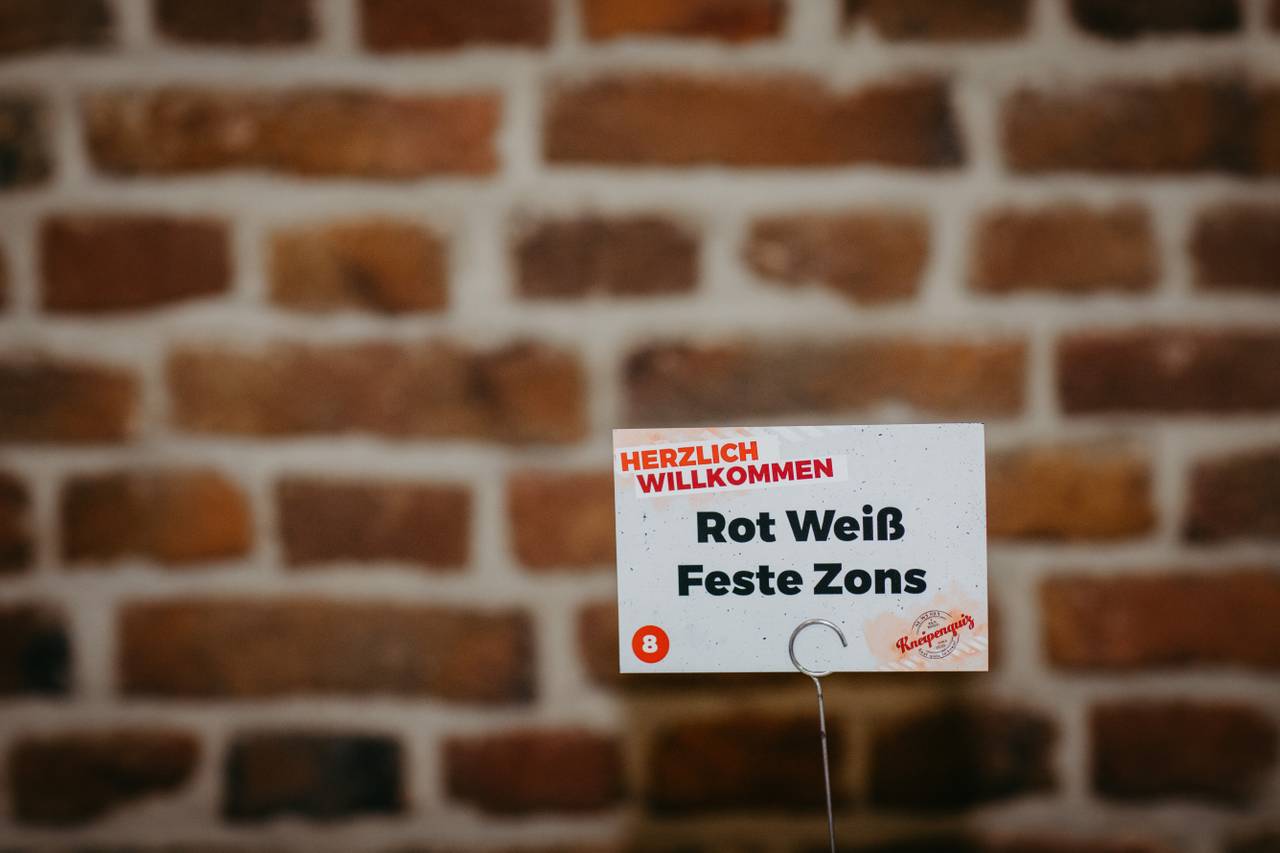 HERZLICH
WILLKOMMEN
Rot Weiß
Feste Zons
8
Kneipenquiz